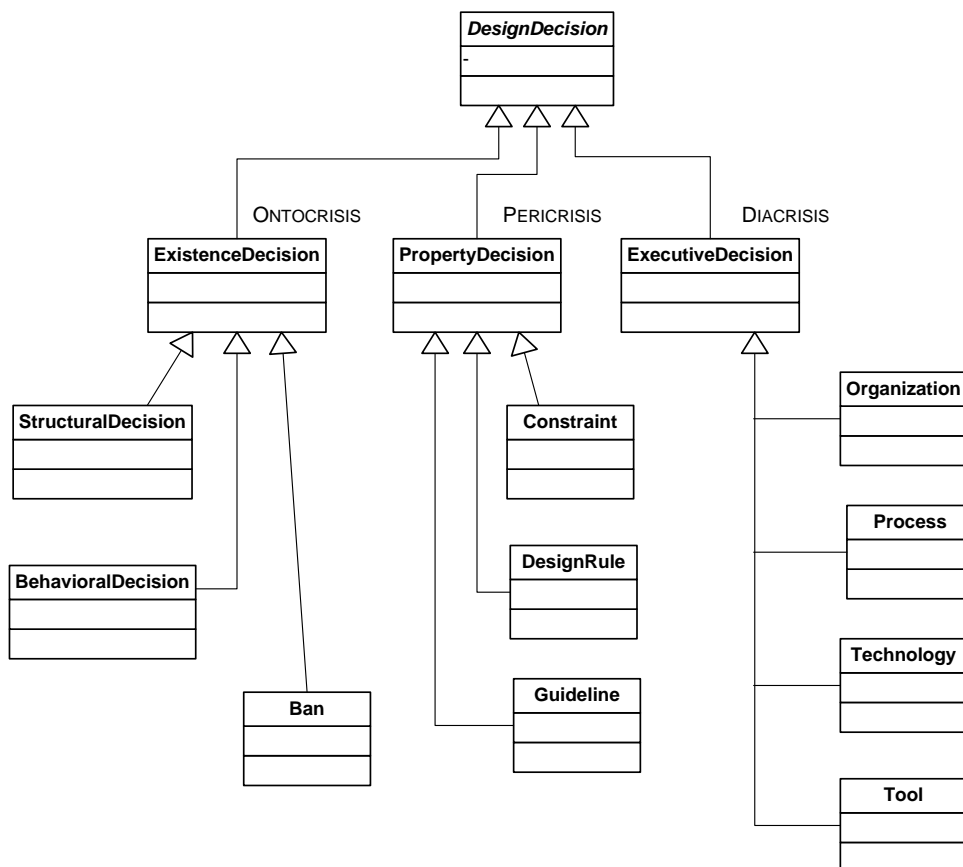 DesignDecision
-
ONTOCRISIS
PERICRISIS
DIACRISIS
ExistenceDecision
PropertyDecision
ExecutiveDecision
Organization
StructuralDecision
Constraint
Process
DesignRule
BehavioralDecision
Technology
Guideline
Ban
Tool